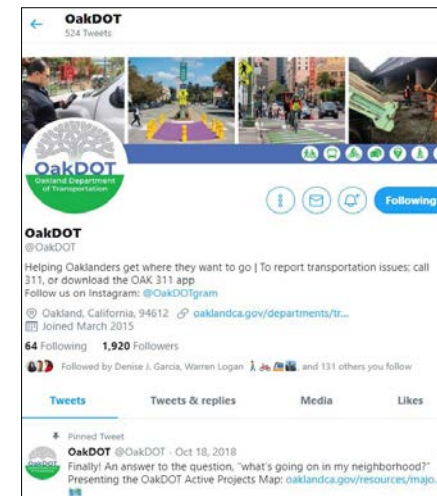 OakDOT
524 Tweets
OakDOT
Oakland Department
of Transportation
Following
OakDOT
@OakDOT
Helping Oaklanders get where they want to go | To report transportation issues: call
311, or download the OAK 311 app
Follow us on Instagram: @OakDOTgram
Oakland, California, 94612 oaklandca.gov/departments/tr...
Joined March 2015
64 Following 1,920 Followers
Followed by Denise J. Garcia, Warren Logan and 131 others you follow
Tweets Tweets & replies Media Likes
Pinned Tweet
OakDOT @OakDOT · Oct 18, 2018
Finally! An answer to the question, "what's going on in my neighborhood?"
Presenting the OakDOT Active Projects Map: oaklandca.gov/resources/majo...